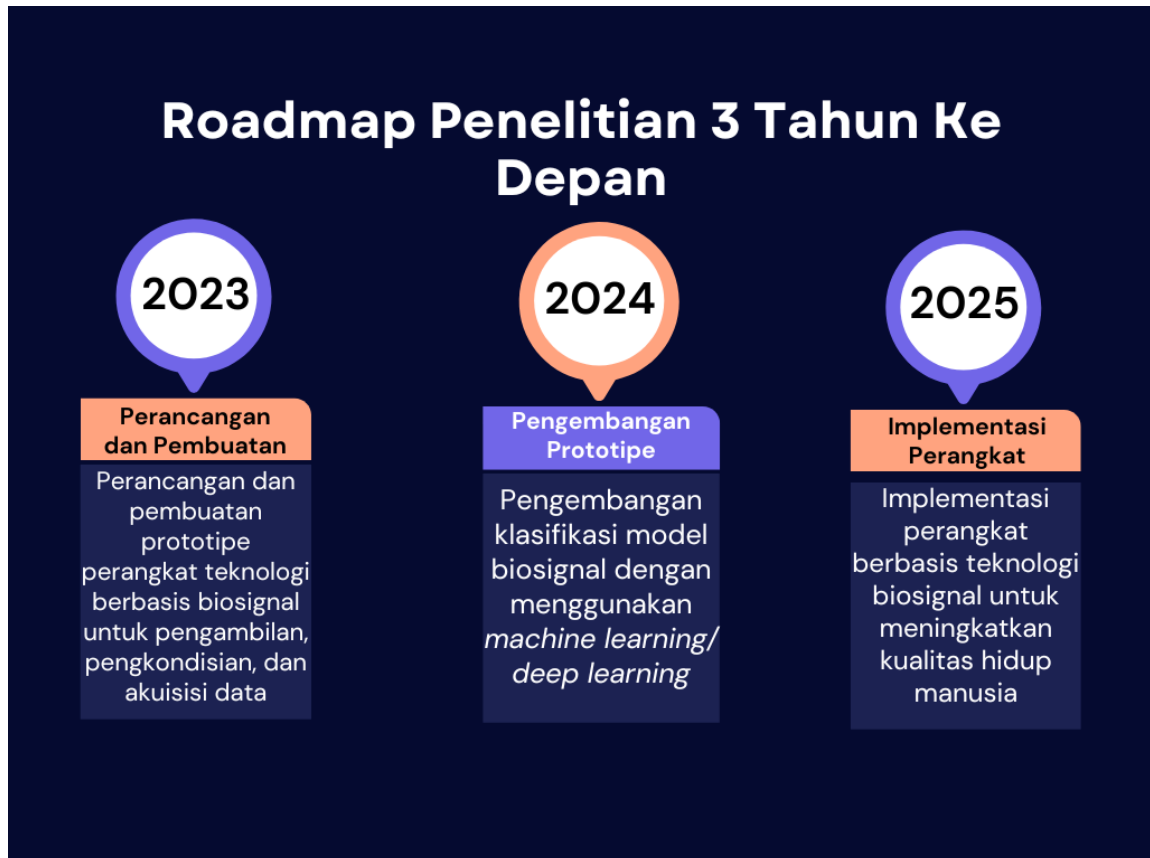 Roadmap Penelitian 3 Tahun Ke
Depan
2023
Perancangan
dan Pembuatan
Perancangan dan
pembuatan
prototipe
perangkat teknologi
berbasis biosignal
untuk pengambilan,
pengkondisian, dan
akuisisi data
2024
Pengembangan
Prototipe
Pengembangan
klasifikasi model
biosignal dengan
menggunakan
machine learning/
deep learning
2025
Implementasi
Perangkat
Implementasi
perangkat
berbasis teknologi
biosignal untuk
meningkatkan
kualitas hidup
manusia